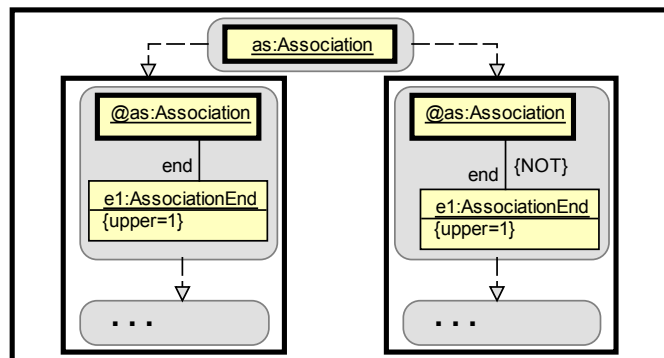 as:Association
@as:Association
end
e1:AssociationEnd
{upper=1}
. . .
@as:Association
end
{NOT}
e1:AssociationEnd
{upper=1}
. . .